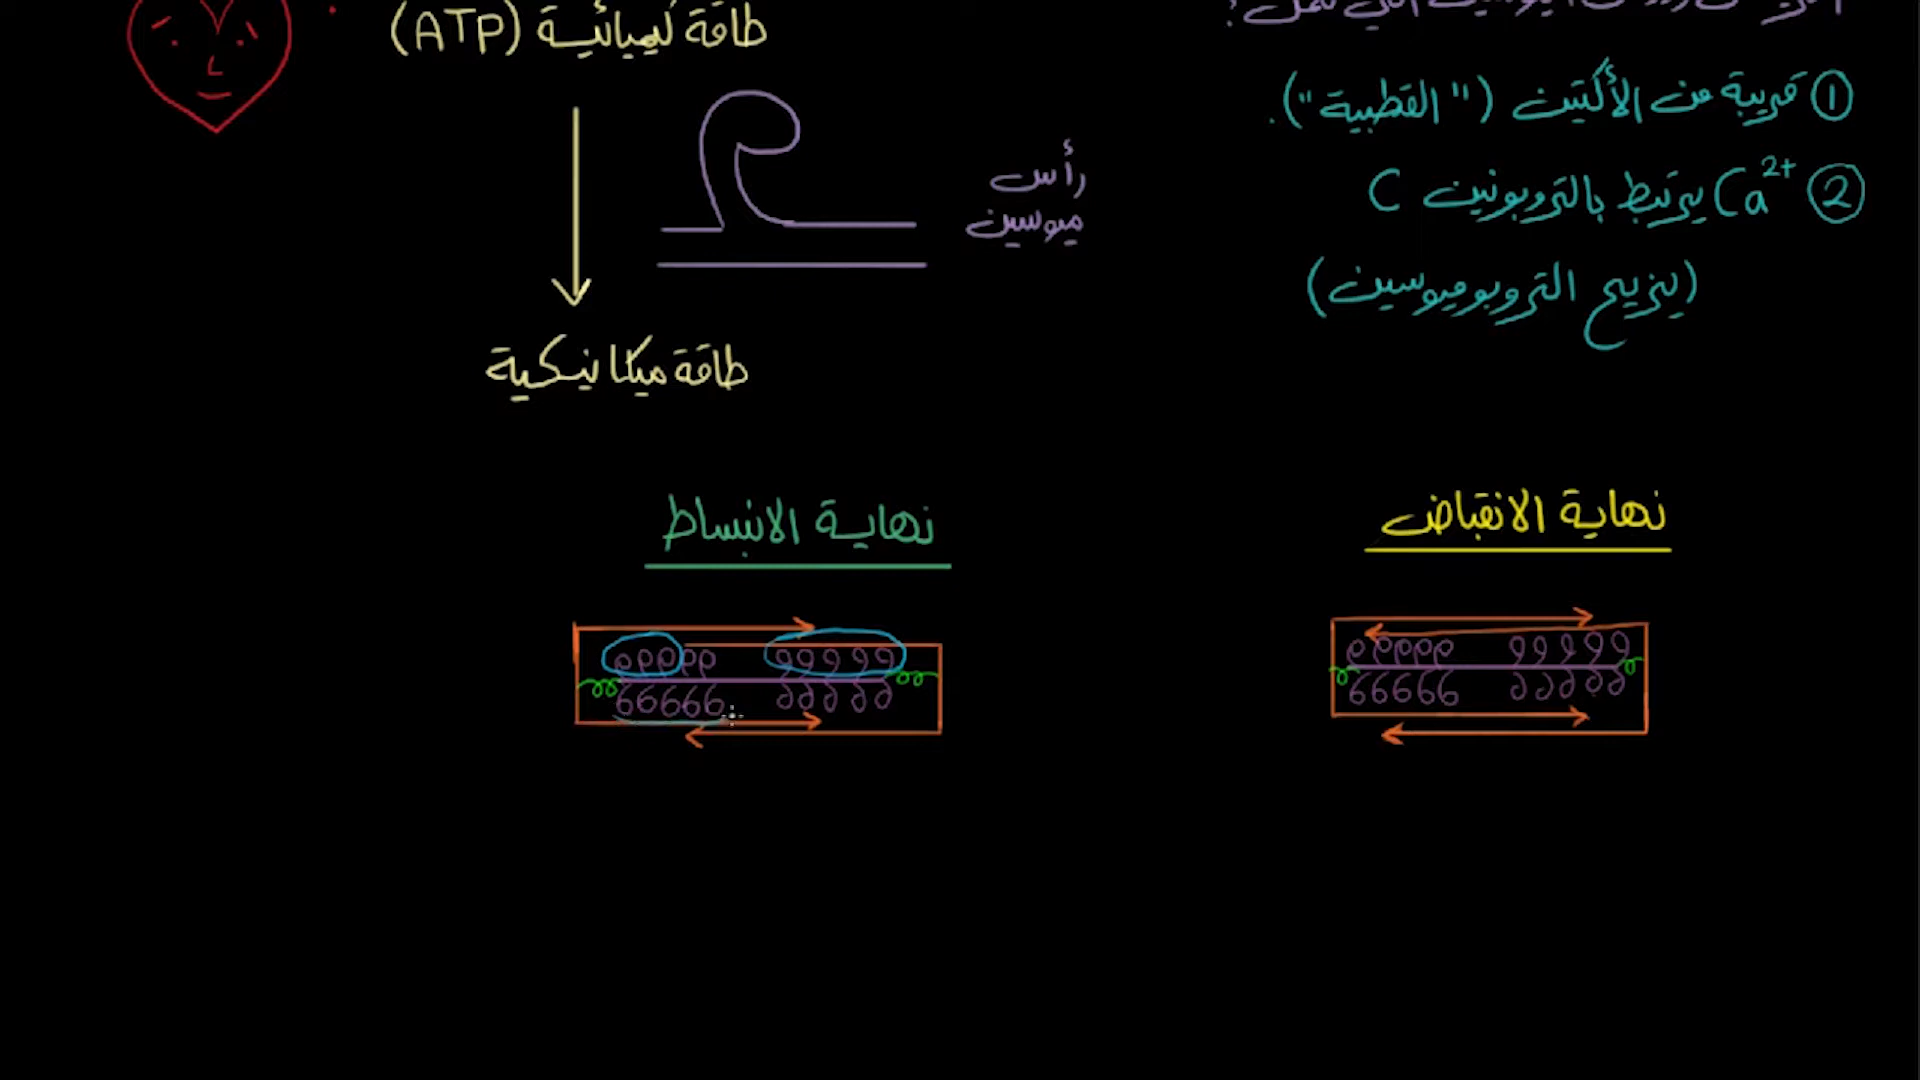 طاقة كيميائية (ATP)
① قريبة من الأكتين ("القطبية").
رأس
ميوسين
② Ca²⁺ يرتبط بالتروبونين C
(يزيح التروبوميوسين)
طاقة ميكانيكية
نهاية الانقباض
نهاية الانبساط